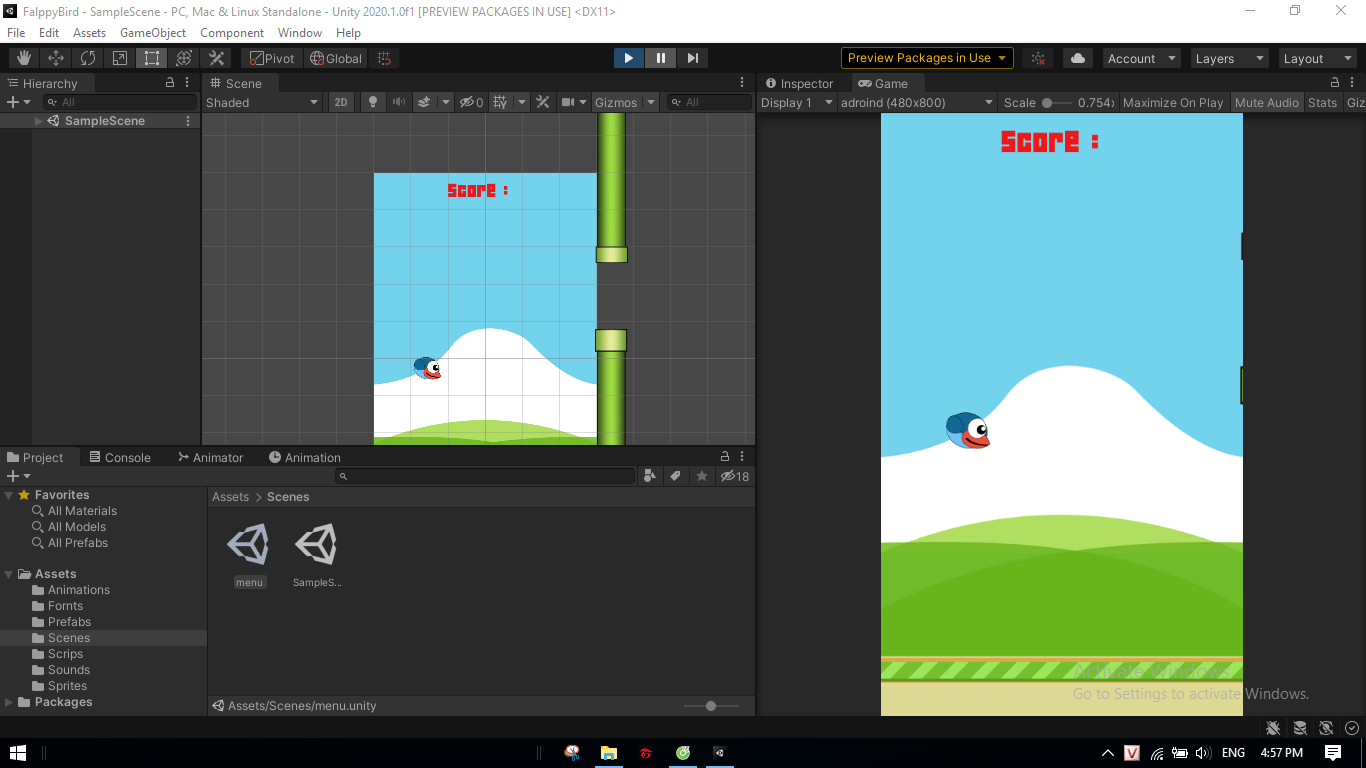 FalppyBird - SampleScene - PC, Mac & Linux Standalone - Unity 2020.1.0f1 [PREVIEW PACKAGES IN USE] <DX11>
File Edit Assets GameObject Component Window Help
Pivot Global Preview Packages in Use Account Layers Layout
Hierarchy Scene Inspector Game
All Shaded 2D 0 Gizmos All Display 1 adroind (480x800) Scale 0.754x Maximize On Play Mute Audio Stats Giz
SampleScene
Score :
Score :
Project Console Animator Animation
18
Favorites
All Materials
All Models
All Prefabs
Assets
Animations
Fornts
Prefabs
Scenes
Scrips
Sounds
Sprites
Packages
Assets > Scenes
menu SampleS...
Assets/Scenes/menu.unity
Activate Windows
Go to Settings to activate Windows.
V ENG 4:57 PM